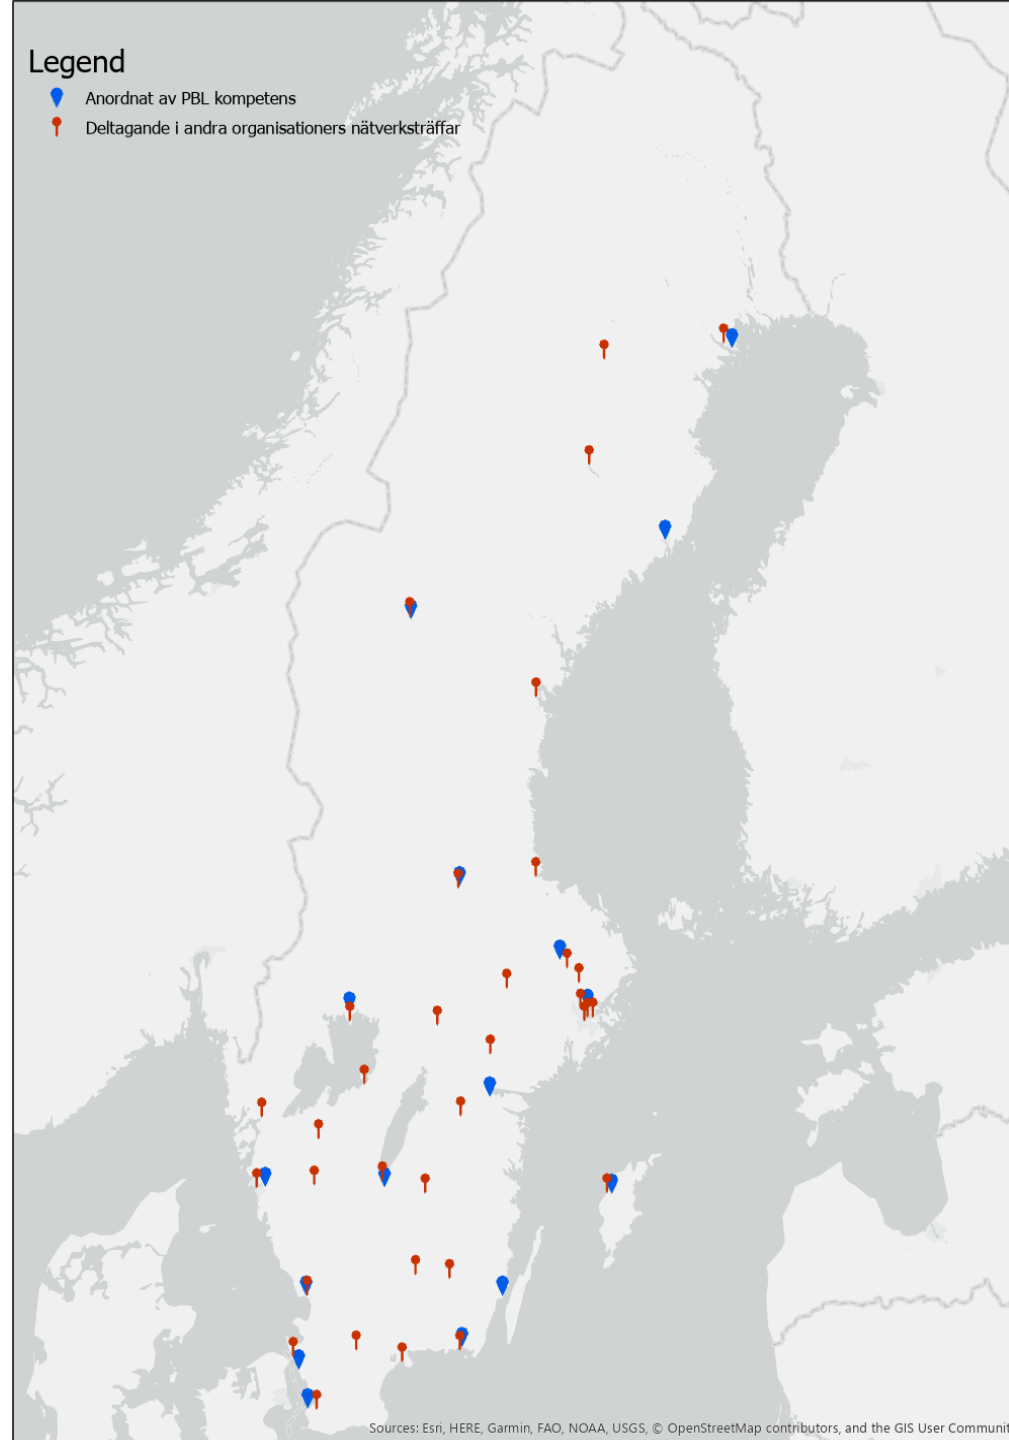 Legend
Anordnat av PBL kompetens
Deltagande i andra organisationers nätverksträffar
Sources: Esri, HERE, Garmin, FAO, NOAA, USGS, © OpenStreetMap contributors, and the GIS User Communi